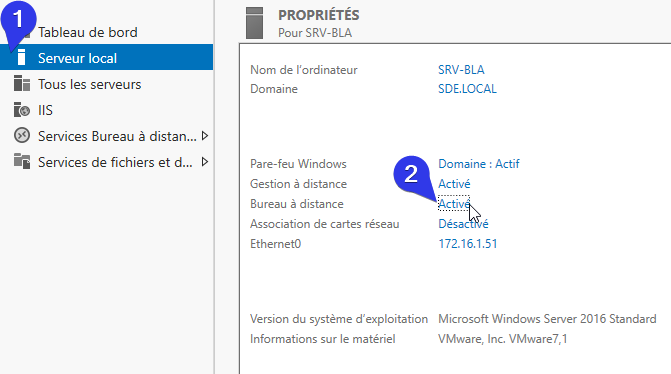 1
Tableau de bord
Serveur local
Tous les serveurs
IIS
Services Bureau à distan...
Services de fichiers et d...
PROPRIÉTÉS
Pour SRV-BLA
Nom de l'ordinateur SRV-BLA
Domaine SDE.LOCAL
Pare-feu Windows Domaine : Actif
Gestion à distance Activé
2
Bureau à distance Activé
Association de cartes réseau Désactivé
Ethernet0 172.16.1.51
Version du système d'exploitation Microsoft Windows Server 2016 Standard
Informations sur le matériel VMware, Inc. VMware7,1